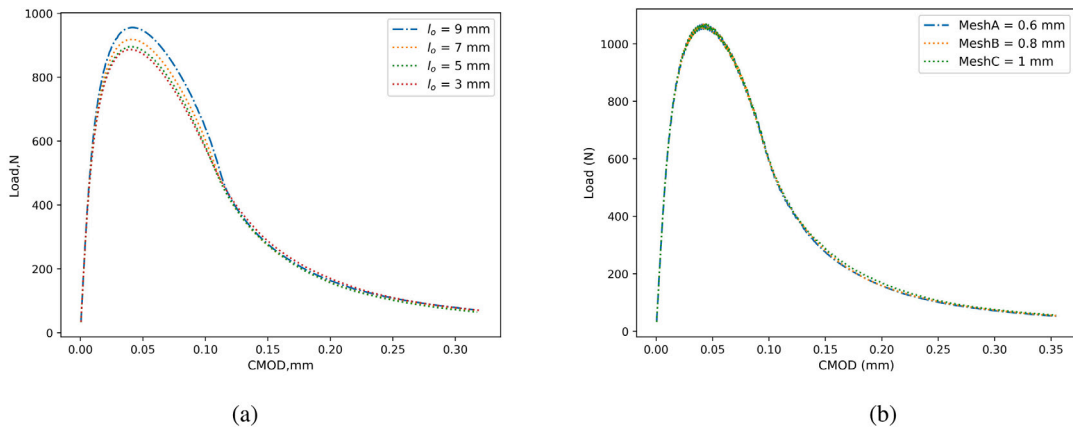 1000
800
600
400
200
0
Load,N
0.00 0.05 0.10 0.15 0.20 0.25 0.30
CMOD,mm
lₒ = 9 mm
lₒ = 7 mm
lₒ = 5 mm
lₒ = 3 mm
(a)
1000
800
600
400
200
0
Load (N)
0.00 0.05 0.10 0.15 0.20 0.25 0.30 0.35
CMOD (mm)
MeshA = 0.6 mm
MeshB = 0.8 mm
MeshC = 1 mm
(b)